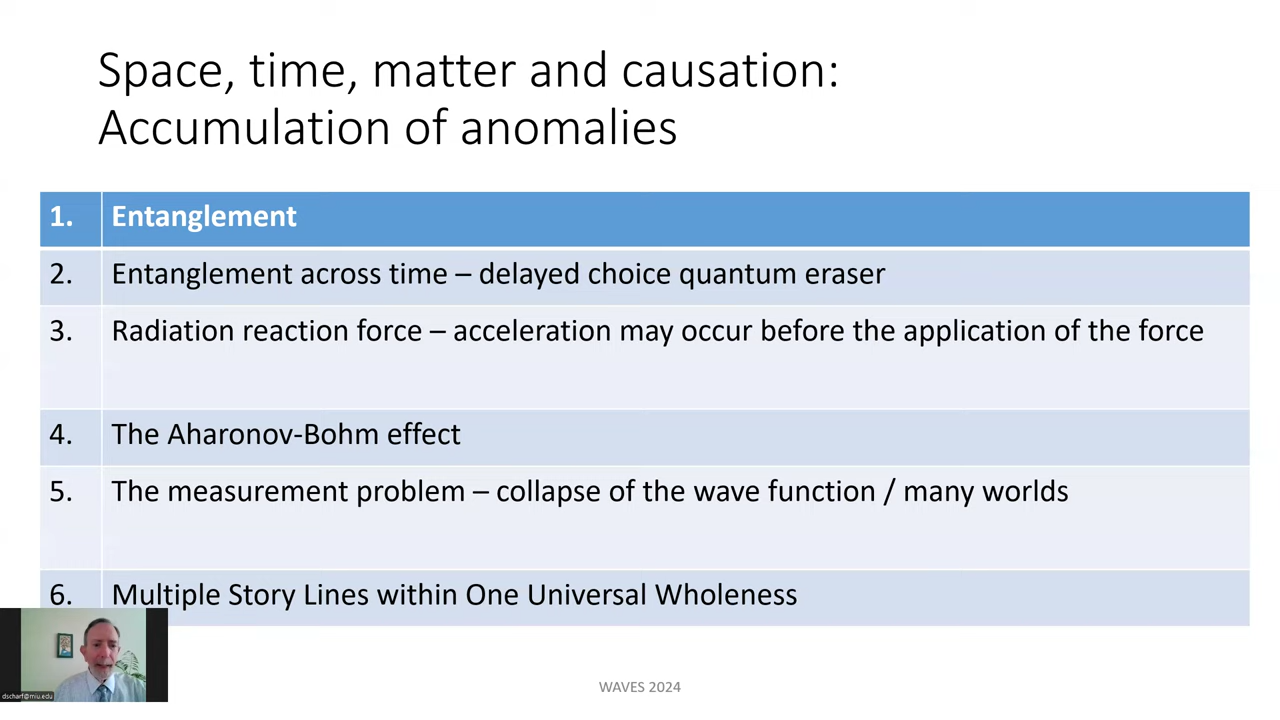 Space, time, matter and causation:
Accumulation of anomalies
1. Entanglement
2. Entanglement across time – delayed choice quantum eraser
3. Radiation reaction force – acceleration may occur before the application of the force
4. The Aharonov-Bohm effect
5. The measurement problem – collapse of the wave function / many worlds
6. Multiple Story Lines within One Universal Wholeness
dscharf@miu.edu
WAVES 2024